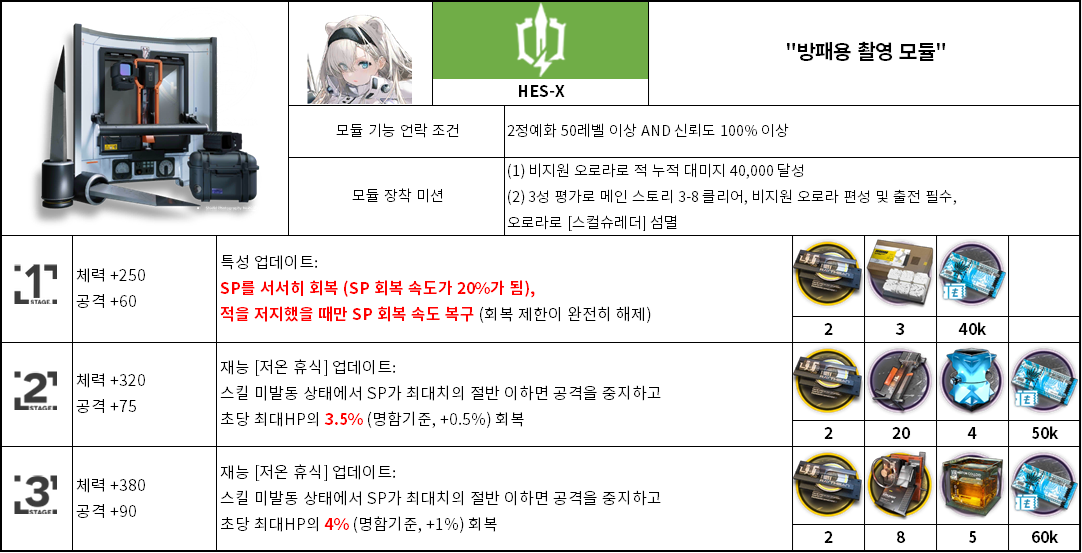 HES-X
"방패용 촬영 모듈"
모듈 기능 언락 조건
2정예화 50레벨 이상 AND 신뢰도 100% 이상
모듈 장착 미션
(1) 비지원 오로라로 적 누적 대미지 40,000 달성
(2) 3성 평가로 메인 스토리 3-8 클리어, 비지원 오로라 편성 및 출전 필수,
오로라로 [스컬슈레더] 섬멸
1
STAGE.
체력 +250
공격 +60
특성 업데이트:
SP를 서서히 회복 (SP 회복 속도가 20%가 됨),
적을 저지했을 때만 SP 회복 속도 복구 (회복 제한이 완전히 해제)
2
3
40k
2
STAGE.
체력 +320
공격 +75
재능 [저온 휴식] 업데이트:
스킬 미발동 상태에서 SP가 최대치의 절반 이하면 공격을 중지하고
초당 최대HP의 3.5% (명함기준, +0.5%) 회복
2
20
4
50k
3
STAGE.
체력 +380
공격 +90
재능 [저온 휴식] 업데이트:
스킬 미발동 상태에서 SP가 최대치의 절반 이하면 공격을 중지하고
초당 최대HP의 4% (명함기준, +1%) 회복
2
8
5
60k